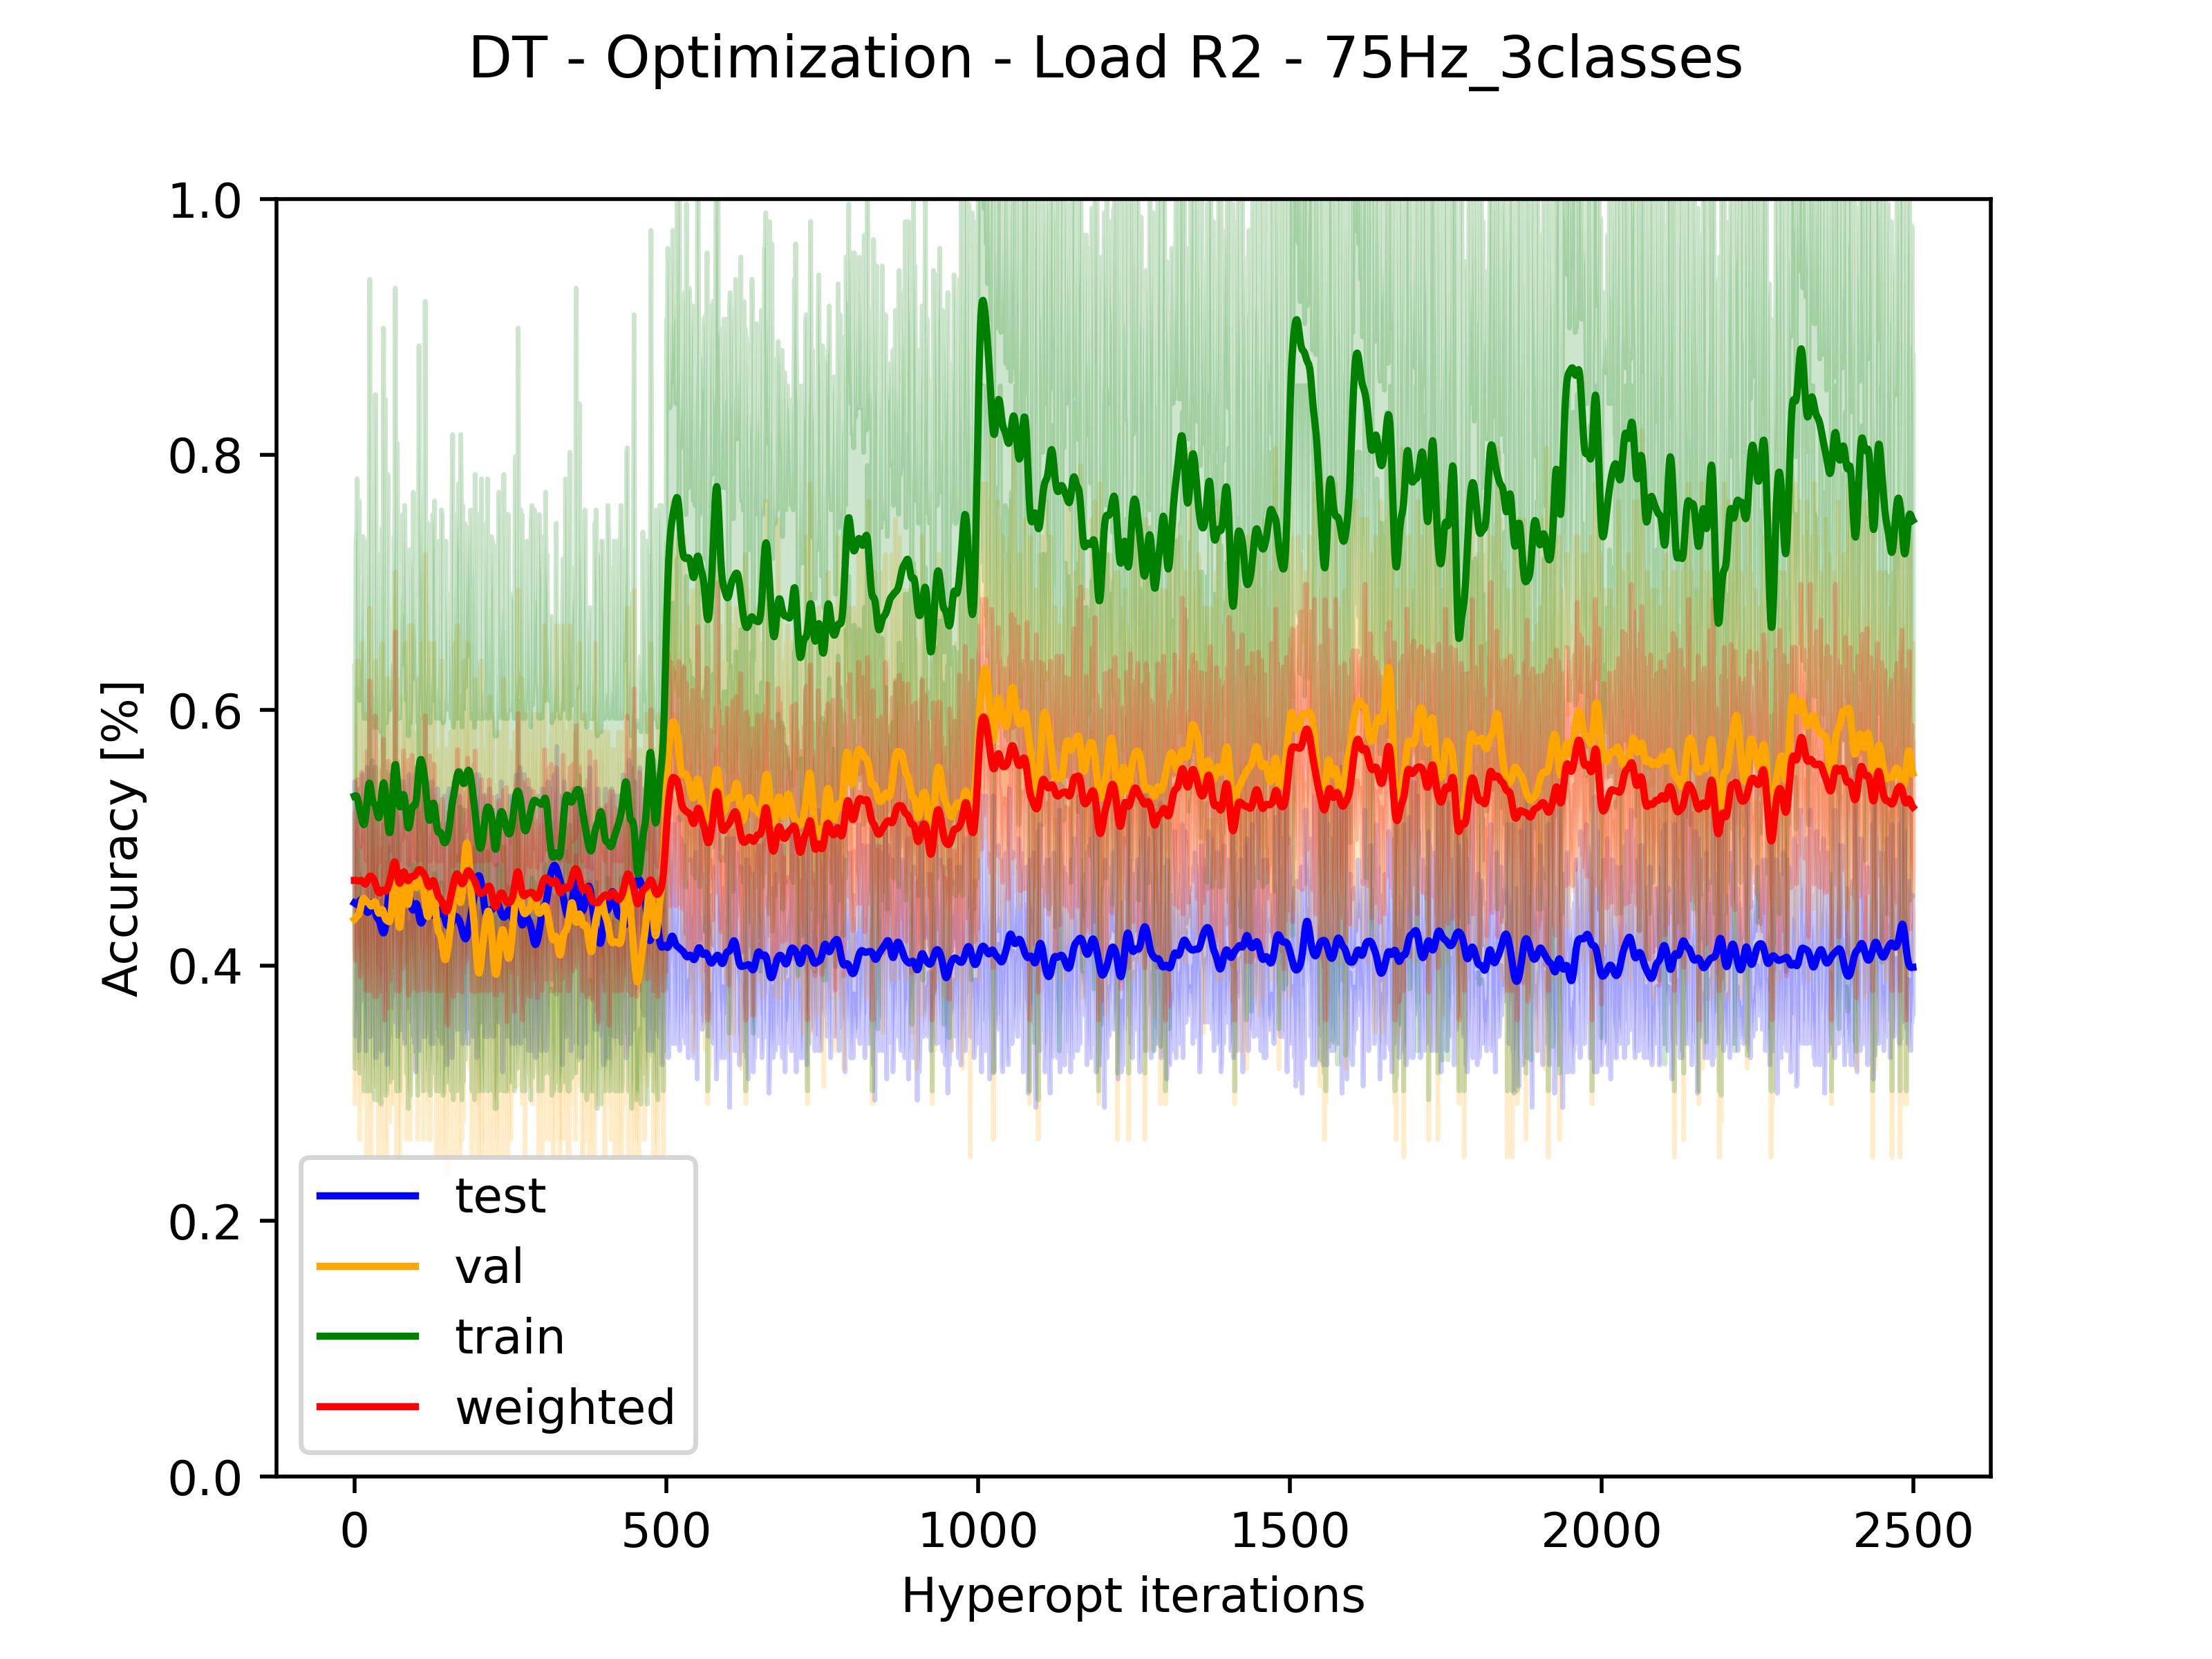 DT - Optimization - Load R2 - 75Hz_3classes
1.0
0.8
0.6
0.4
0.2
0.0
Accuracy [%]
test
val
train
weighted
0 500 1000 1500 2000 2500
Hyperopt iterations